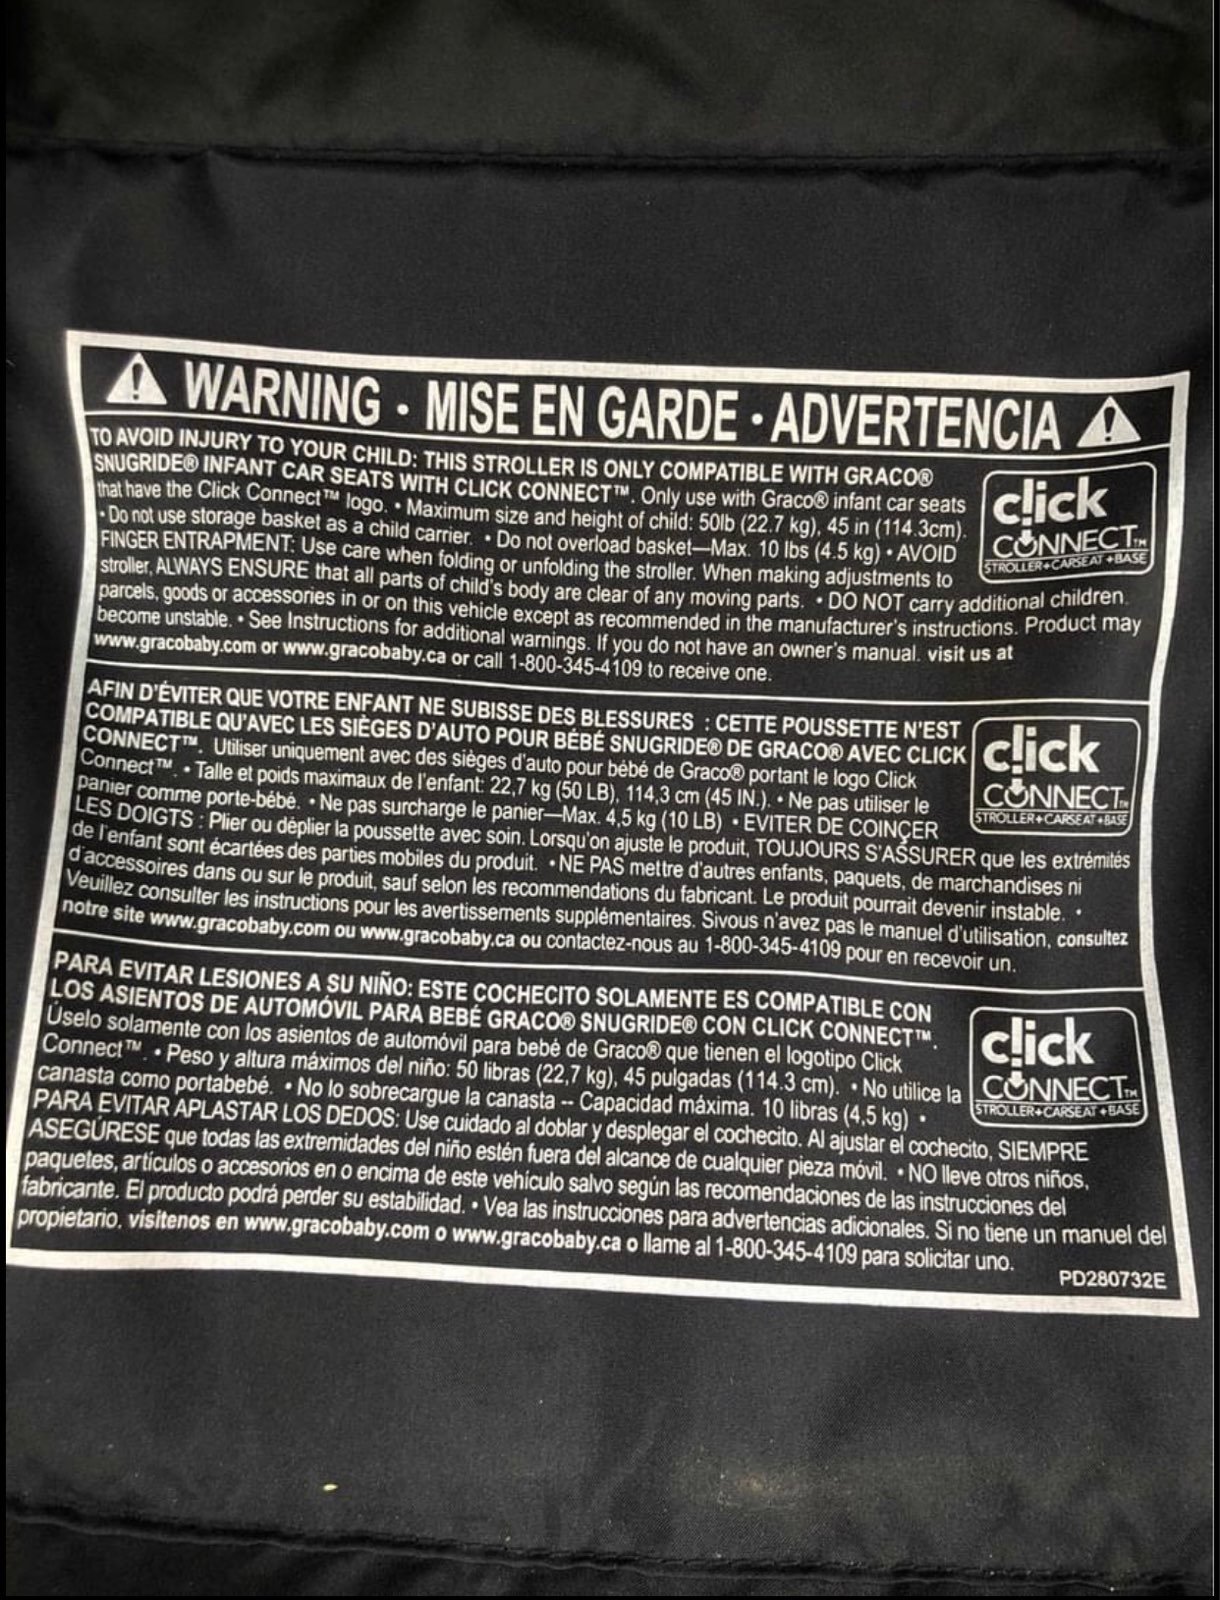 WARNING • MISE EN GARDE • ADVERTENCIA
TO AVOID INJURY TO YOUR CHILD: THIS STROLLER IS ONLY COMPATIBLE WITH GRACO®
SNUGRIDE® INFANT CAR SEATS WITH CLICK CONNECT™. Only use with Graco® infant car seats
that have the Click Connect™ logo. • Maximum size and height of child: 50lb (22.7 kg), 45 in (114.3cm).
• Do not use storage basket as a child carrier. • Do not overload basket—Max. 10 lbs (4.5 kg) • AVOID
FINGER ENTRAPMENT: Use care when folding or unfolding the stroller. When making adjustments to
stroller, ALWAYS ENSURE that all parts of child's body are clear of any moving parts. • DO NOT carry additional children.
parcels, goods or accessories in or on this vehicle except as recommended in the manufacturer's instructions. Product may
become unstable. • See Instructions for additional warnings. If you do not have an owner's manual. visit us at
www.gracobaby.com or www.gracobaby.ca or call 1-800-345-4109 to receive one.
click
CONNECT™
STROLLER+CARSEAT+BASE
AFIN D'ÉVITER QUE VOTRE ENFANT NE SUBISSE DES BLESSURES : CETTE POUSSETTE N'EST
COMPATIBLE QU'AVEC LES SIÈGES D'AUTO POUR BÉBÉ SNUGRIDE® DE GRACO® AVEC CLICK
CONNECT™. Utiliser uniquement avec des sièges d'auto pour bébé de Graco® portant le logo Click
Connect™. • Talle et poids maximaux de l'enfant: 22,7 kg (50 LB), 114,3 cm (45 IN.). • Ne pas utiliser le
panier comme porte-bébé. • Ne pas surcharge le panier—Max. 4,5 kg (10 LB) • EVITER DE COINÇER
LES DOIGTS : Plier ou déplier la poussette avec soin. Lorsqu'on ajuste le produit, TOUJOURS S'ASSURER que les extrémités
de l'enfant sont écartées des parties mobiles du produit. • NE PAS mettre d'autres enfants, paquets, de marchandises ni
d'accessoires dans ou sur le produit, sauf selon les recommendations du fabricant. Le produit pourrait devenir instable. •
Veuillez consulter les instructions pour les avertissements supplémentaires. Sivous n'avez pas le manuel d'utilisation, consultez
notre site www.gracobaby.com ou www.gracobaby.ca ou contactez-nous au 1-800-345-4109 pour en recevoir un.
click
CONNECT™
STROLLER+CARSEAT+BASE
PARA EVITAR LESIONES A SU NIÑO: ESTE COCHECITO SOLAMENTE ES COMPATIBLE CON
LOS ASIENTOS DE AUTOMÓVIL PARA BEBÉ GRACO® SNUGRIDE® CON CLICK CONNECT™.
Úselo solamente con los asientos de automóvil para bebé de Graco® que tienen el logotipo Click
Connect™. • Peso y altura máximos del niño: 50 libras (22,7 kg), 45 pulgadas (114.3 cm). • No utilice la
canasta como portabebé. • No lo sobrecargue la canasta -- Capacidad máxima. 10 libras (4,5 kg) •
PARA EVITAR APLASTAR LOS DEDOS: Use cuidado al doblar y desplegar el cochecito. Al ajustar el cochecito, SIEMPRE
ASEGÚRESE que todas las extremidades del niño estén fuera del alcance de cualquier pieza móvil. • NO lleve otros niños,
paquetes, artículos o accesorios en o encima de este vehículo salvo según las recomendaciones de las instrucciones del
fabricante. El producto podrá perder su estabilidad. • Vea las instrucciones para advertencias adicionales. Si no tiene un manuel del
propietario, visitenos en www.gracobaby.com o www.gracobaby.ca o llame al 1-800-345-4109 para solicitar uno.
click
CONNECT™
STROLLER+CARSEAT+BASE
PD280732E